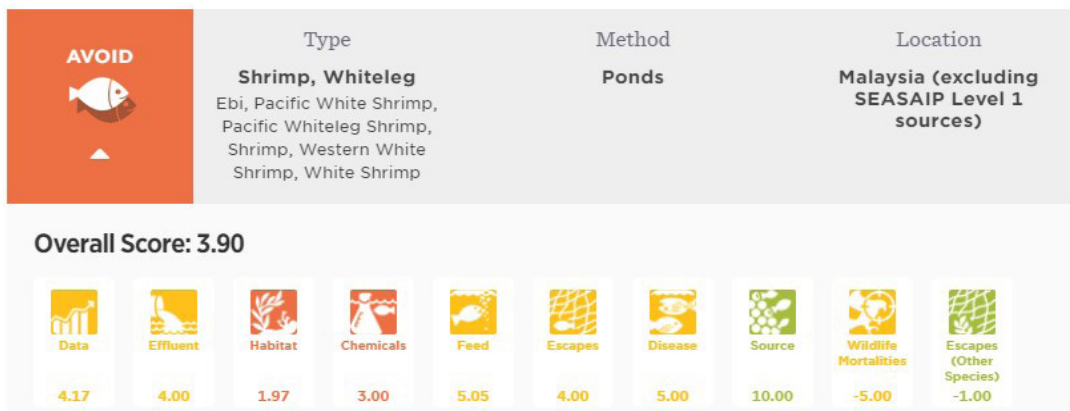 AVOID
Type
Method
Location
Shrimp, Whiteleg
Ponds
Malaysia (excluding
SEASAIP Level 1
sources)
Ebi, Pacific White Shrimp,
Pacific Whiteleg Shrimp,
Shrimp, Western White
Shrimp, White Shrimp
Overall Score: 3.90
Data
4.17
Effluent
4.00
Habitat
1.97
Chemicals
3.00
Feed
5.05
Escapes
4.00
Disease
5.00
Source
10.00
Wildlife
Mortalities
-5.00
Escapes
(Other
Species)
-1.00